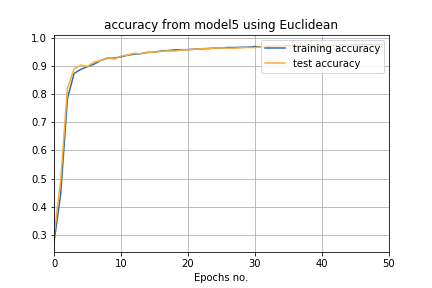 accuracy from model5 using Euclidean
1.0
0.9
0.8
0.7
0.6
0.5
0.4
0.3
training accuracy
test accuracy
0 10 20 30 40 50
Epochs no.